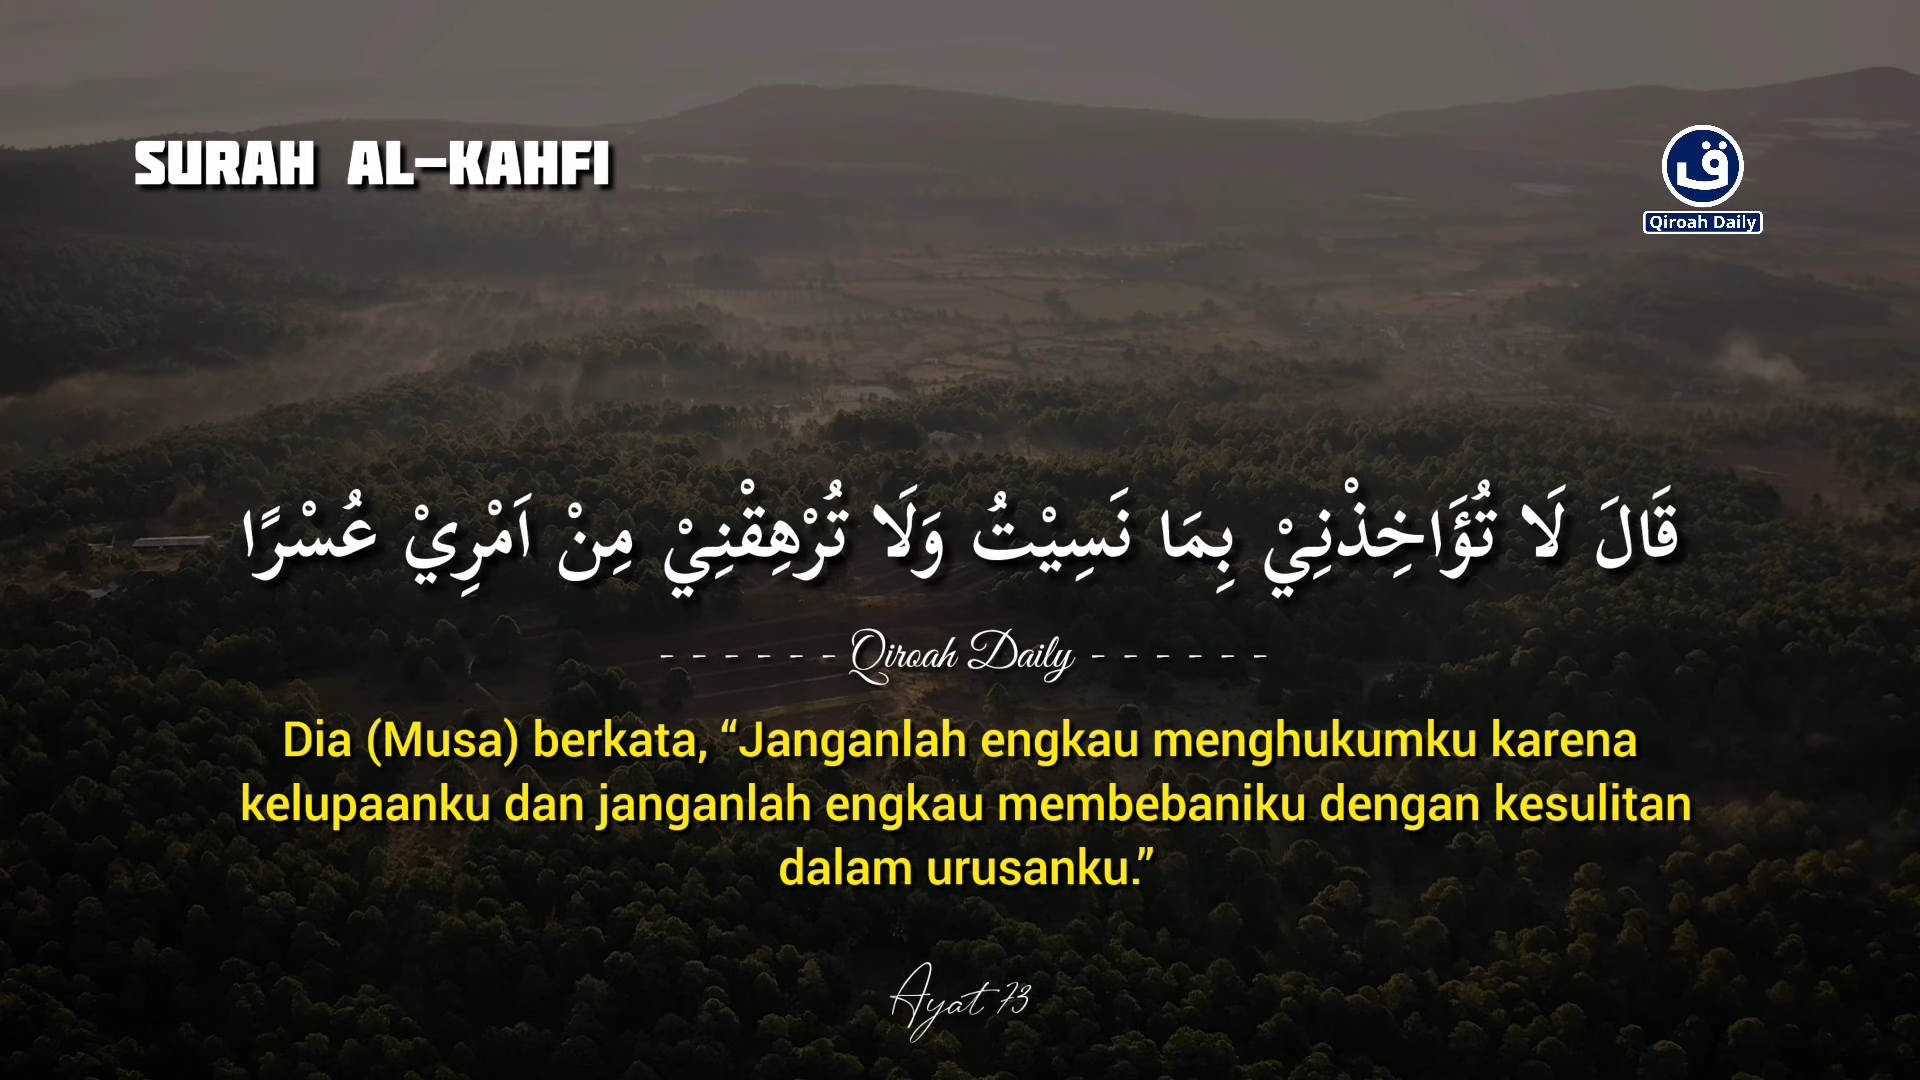 SURAH AL-KAHFI
ق
Qiroah Daily
قَالَ لَا تُؤَاخِذْنِيْ بِمَا نَسِيْتُ وَلَا تُرْهِقْنِيْ مِنْ اَمْرِيْ عُسْرًا
- - - - - - Qiroah Daily - - - - - -
Dia (Musa) berkata, “Janganlah engkau menghukumku karena
kelupaanku dan janganlah engkau membebaniku dengan kesulitan
dalam urusanku.”
Ayat 73